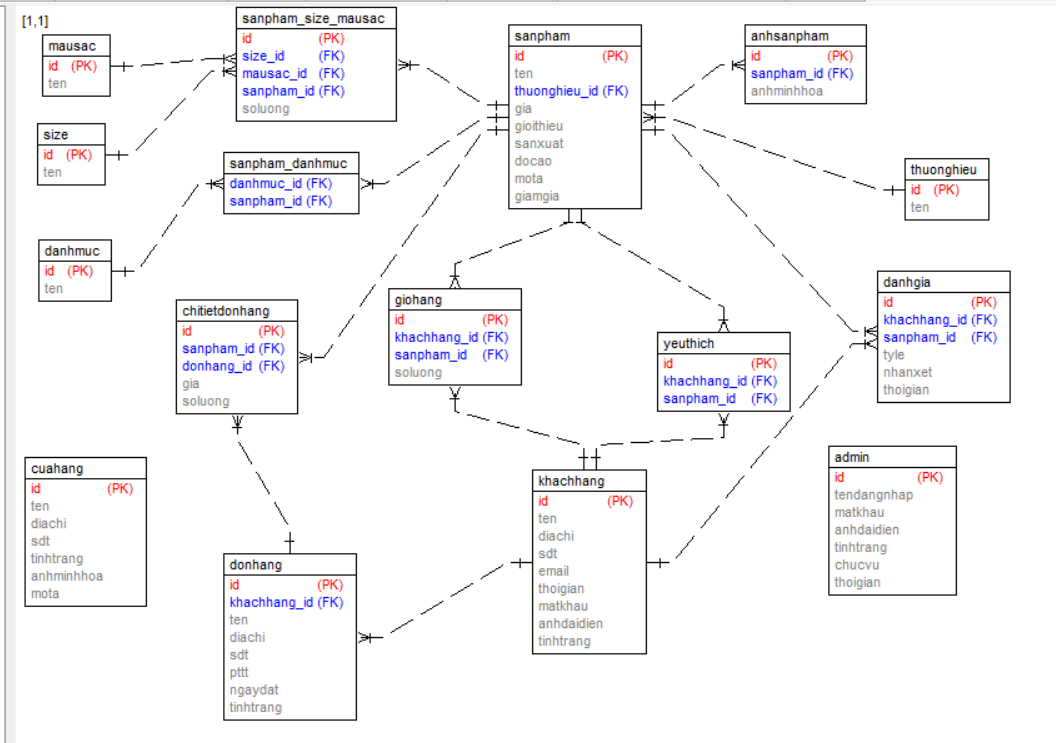 [1,1]
mausac
id (PK)
ten
size
id (PK)
ten
danhmuc
id (PK)
ten
sanpham_size_mausac
id (PK)
size_id (FK)
mausac_id (FK)
sanpham_id (FK)
soluong
sanpham_danhmuc
danhmuc_id (FK)
sanpham_id (FK)
sanpham
id (PK)
ten
thuonghieu_id (FK)
gia
gioithieu
sanxuat
docao
mota
giamgia
anhsanpham
id (PK)
sanpham_id (FK)
anhminhhoa
thuonghieu
id (PK)
ten
chitietdonhang
id (PK)
sanpham_id (FK)
donhang_id (FK)
gia
soluong
giohang
id (PK)
khachhang_id (FK)
sanpham_id (FK)
soluong
yeuthich
id (PK)
khachhang_id (FK)
sanpham_id (FK)
danhgia
id (PK)
khachhang_id (FK)
sanpham_id (FK)
tyle
nhanxet
thoigian
cuahang
id (PK)
ten
diachi
sdt
tinhtrang
anhminhhoa
mota
donhang
id (PK)
khachhang_id (FK)
ten
diachi
sdt
pttt
ngaydat
tinhtrang
khachhang
id (PK)
ten
diachi
sdt
email
thoigian
matkhau
anhdaidien
tinhtrang
admin
id (PK)
tendangnhap
matkhau
anhdaidien
tinhtrang
chucvu
thoigian